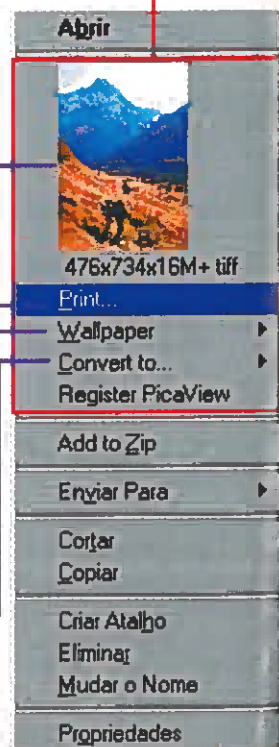 Abrir
476x734x16M+ tiff
Print...
Wallpaper
Convert to...
Register PicaView
Add to Zip
Enviar Para
Cortar
Copiar
Criar Atalho
Eliminar
Mudar o Nome
Propriedades